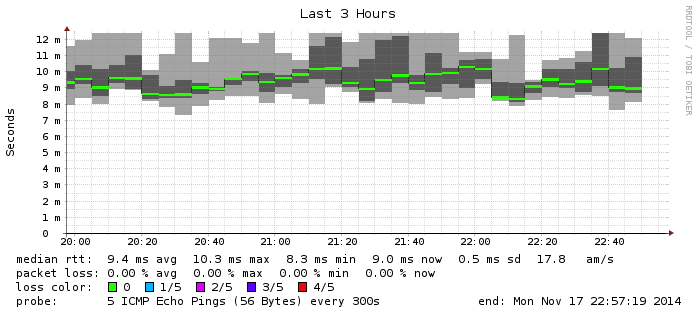 Last 3 Hours
RRDTOOL / TOBI OETIKER
Seconds
12 m
11 m
10 m
9 m
8 m
7 m
6 m
5 m
4 m
3 m
2 m
1 m
0
20:00 20:20 20:40 21:00 21:20 21:40 22:00 22:20 22:40
median rtt: 9.4 ms avg 10.3 ms max 8.3 ms min 9.0 ms now 0.5 ms sd 17.8 am/s
packet loss: 0.00 % avg 0.00 % max 0.00 % min 0.00 % now
loss color: 0 1/5 2/5 3/5 4/5
probe: 5 ICMP Echo Pings (56 Bytes) every 300s end: Mon Nov 17 22:57:19 2014